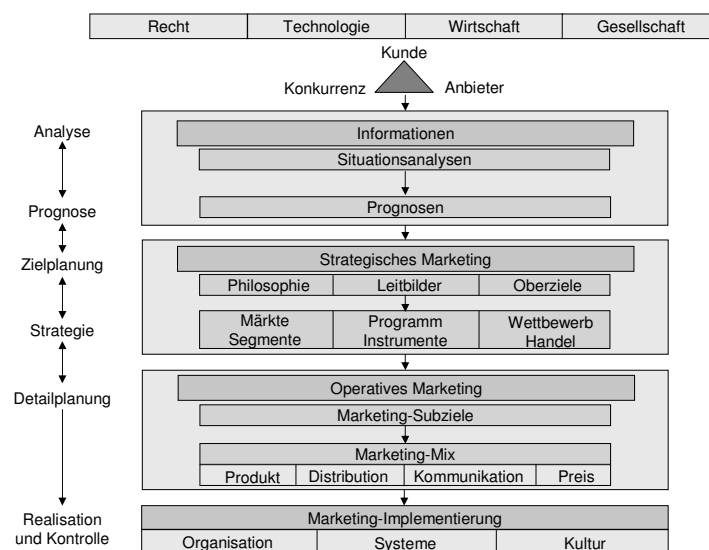 Recht Technologie Wirtschaft Gesellschaft
Kunde
Konkurrenz Anbieter
Analyse
Informationen
Situationsanalysen
Prognose
Prognosen
Zielplanung
Strategisches Marketing
Philosophie Leitbilder Oberziele
Strategie
Märkte Programm Wettbewerb
Segmente Instrumente Handel
Detailplanung
Operatives Marketing
Marketing-Subziele
Marketing-Mix
Produkt Distribution Kommunikation Preis
Realisation
und Kontrolle
Marketing-Implementierung
Organisation Systeme Kultur